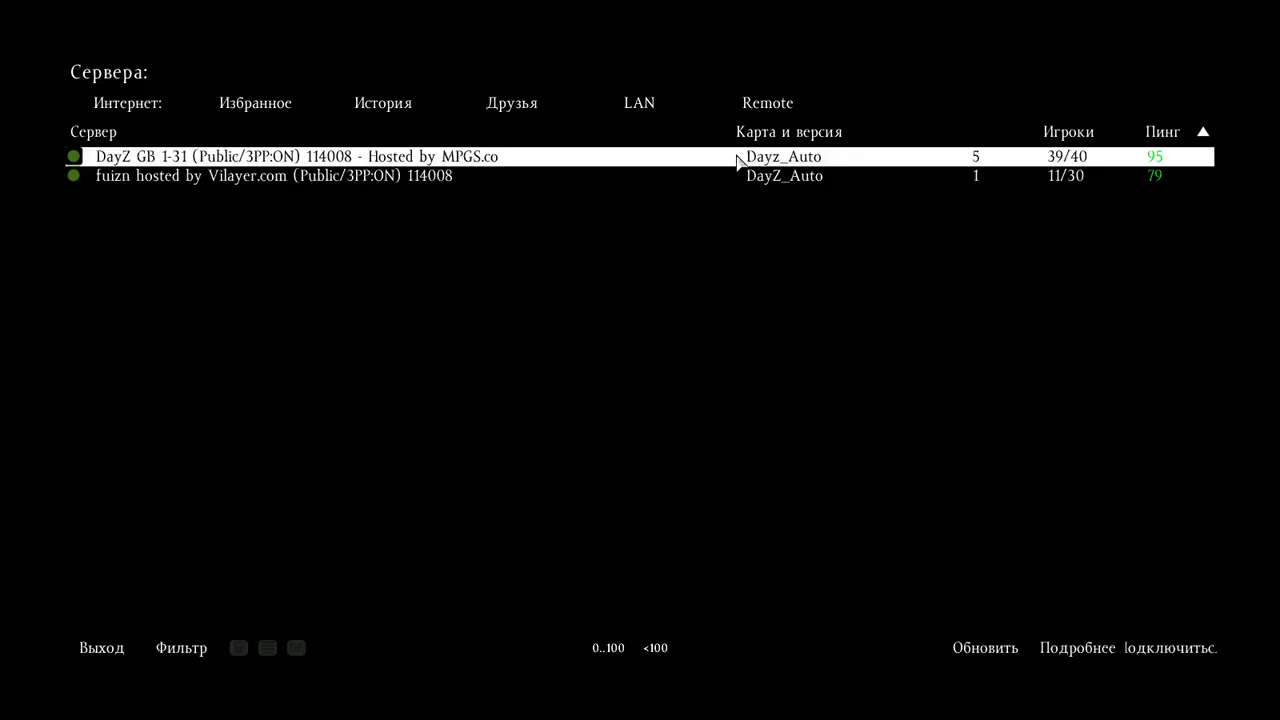 Сервера:
Интернет: Избранное История Друзья LAN Remote
Сервер Карта и версия Игроки Пинг
DayZ GB 1-31 (Public/3PP:ON) 114008 - Hosted by MPGS.co Dayz_Auto 5 39/40 95
fuizn hosted by Vilayer.com (Public/3PP:ON) 114008 DayZ_Auto 1 11/30 79
Выход Фильтр 0..100 <100 Обновить Подробнее одключитьс.